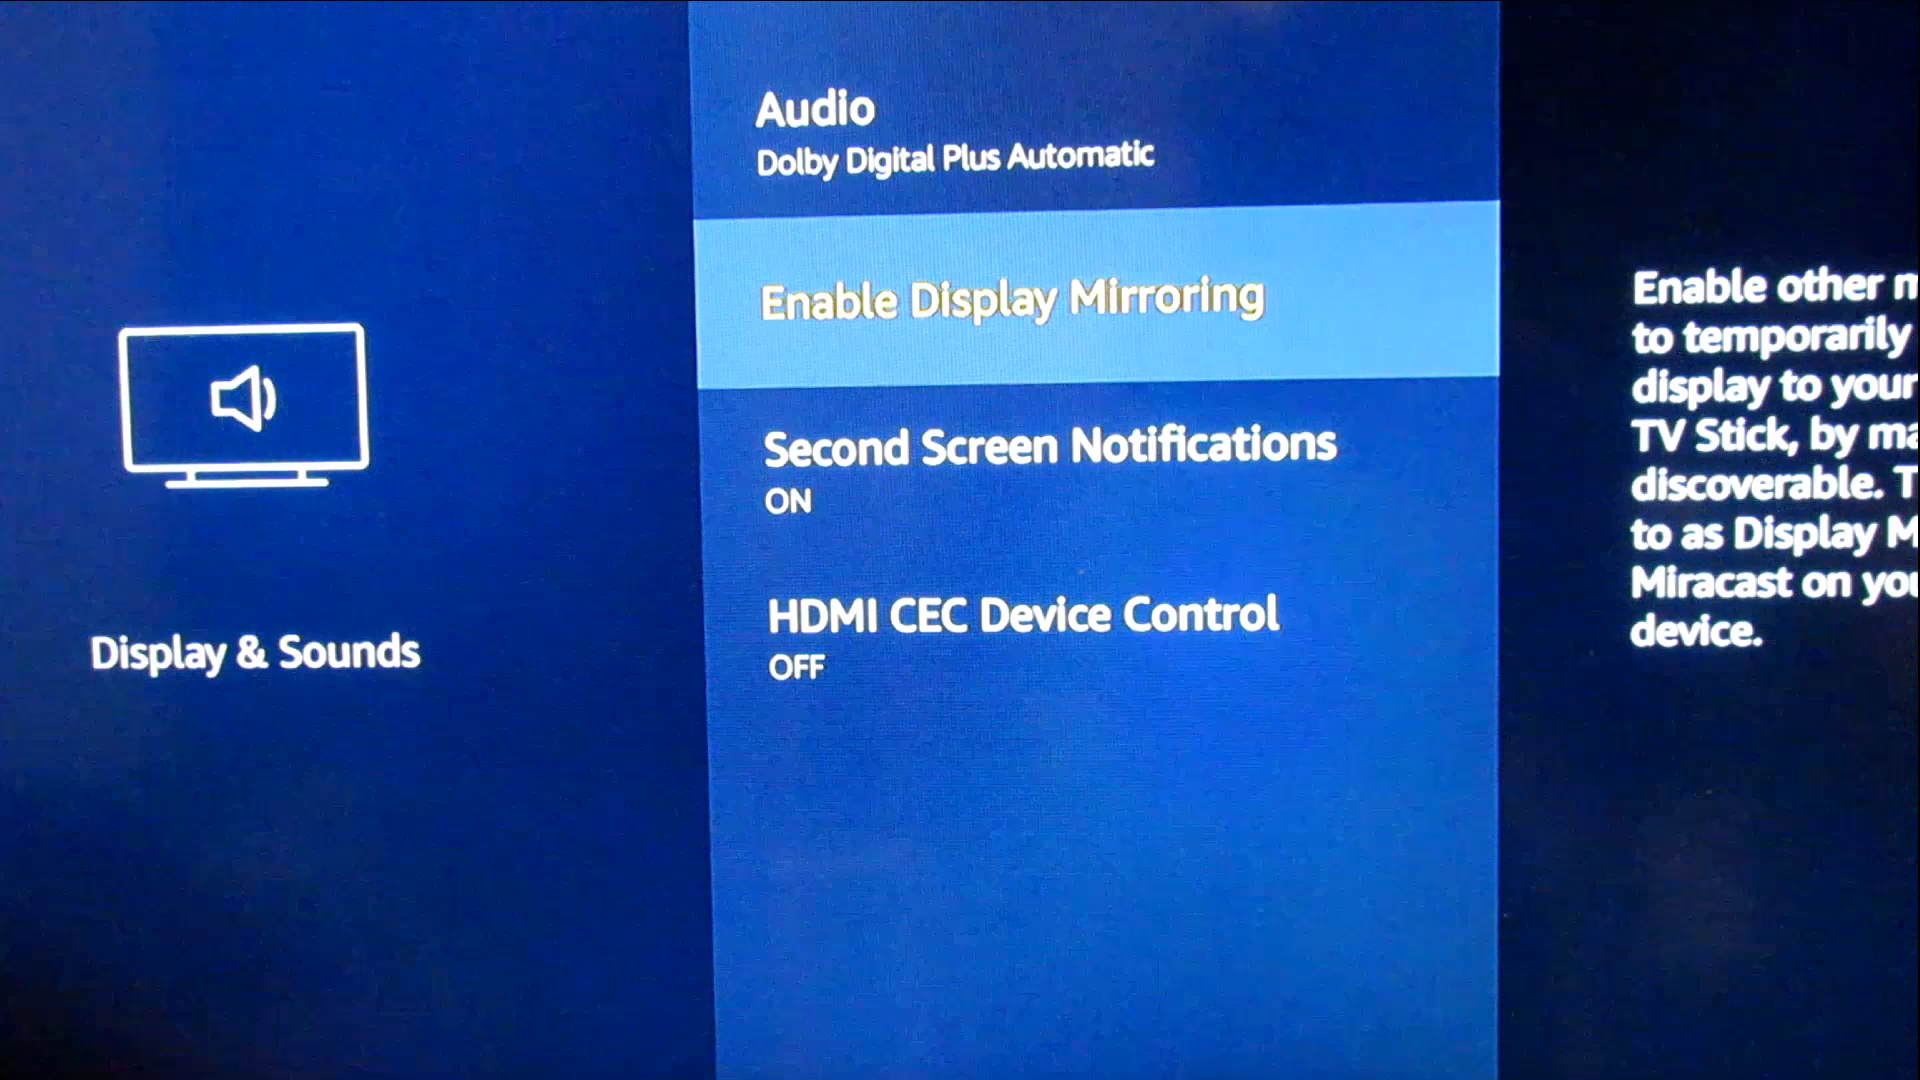 Audio
Dolby Digital Plus Automatic
Enable Display Mirroring
Second Screen Notifications
ON
HDMI CEC Device Control
OFF
Display & Sounds
Enable other
to temporarily
display to your
TV Stick, by
discoverable.
to as Display
Miracast on
device.